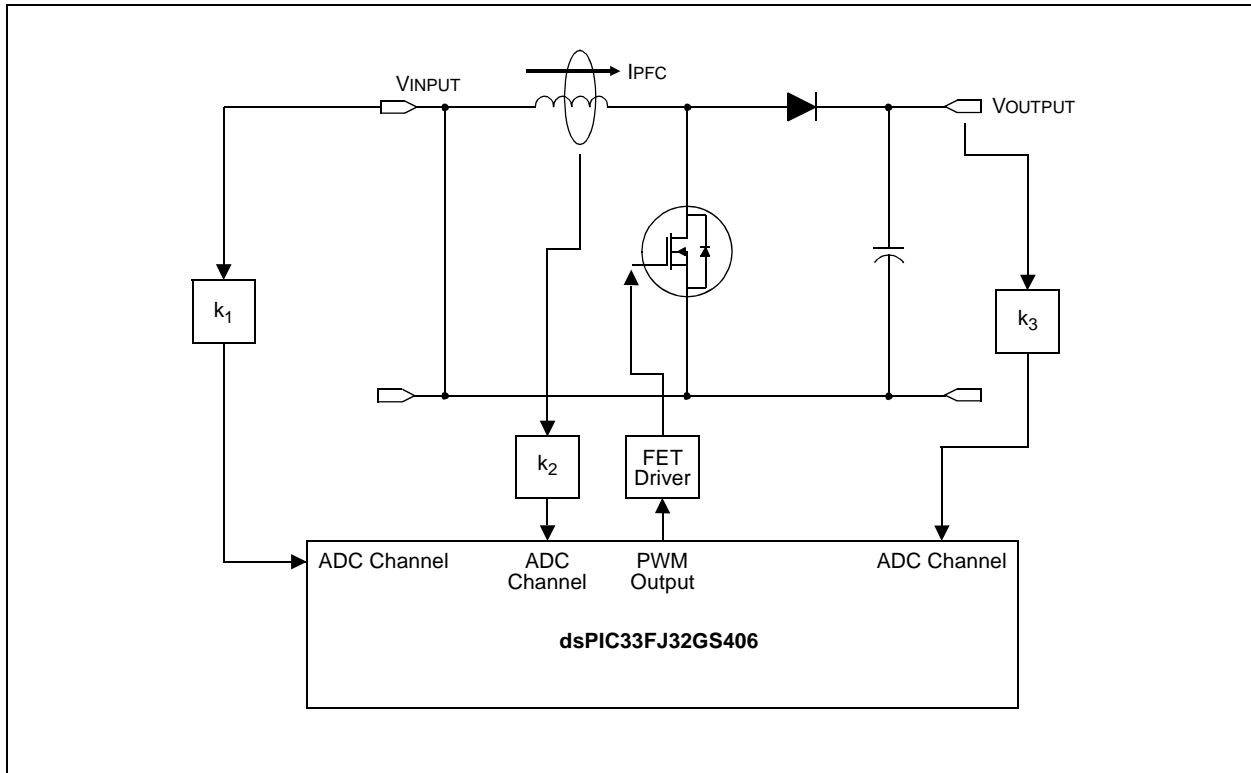 IPFC
VINPUT
VOUTPUT
k1
k3
k2
FET
Driver
ADC Channel
ADC
Channel
PWM
Output
ADC Channel
dsPIC33FJ32GS406